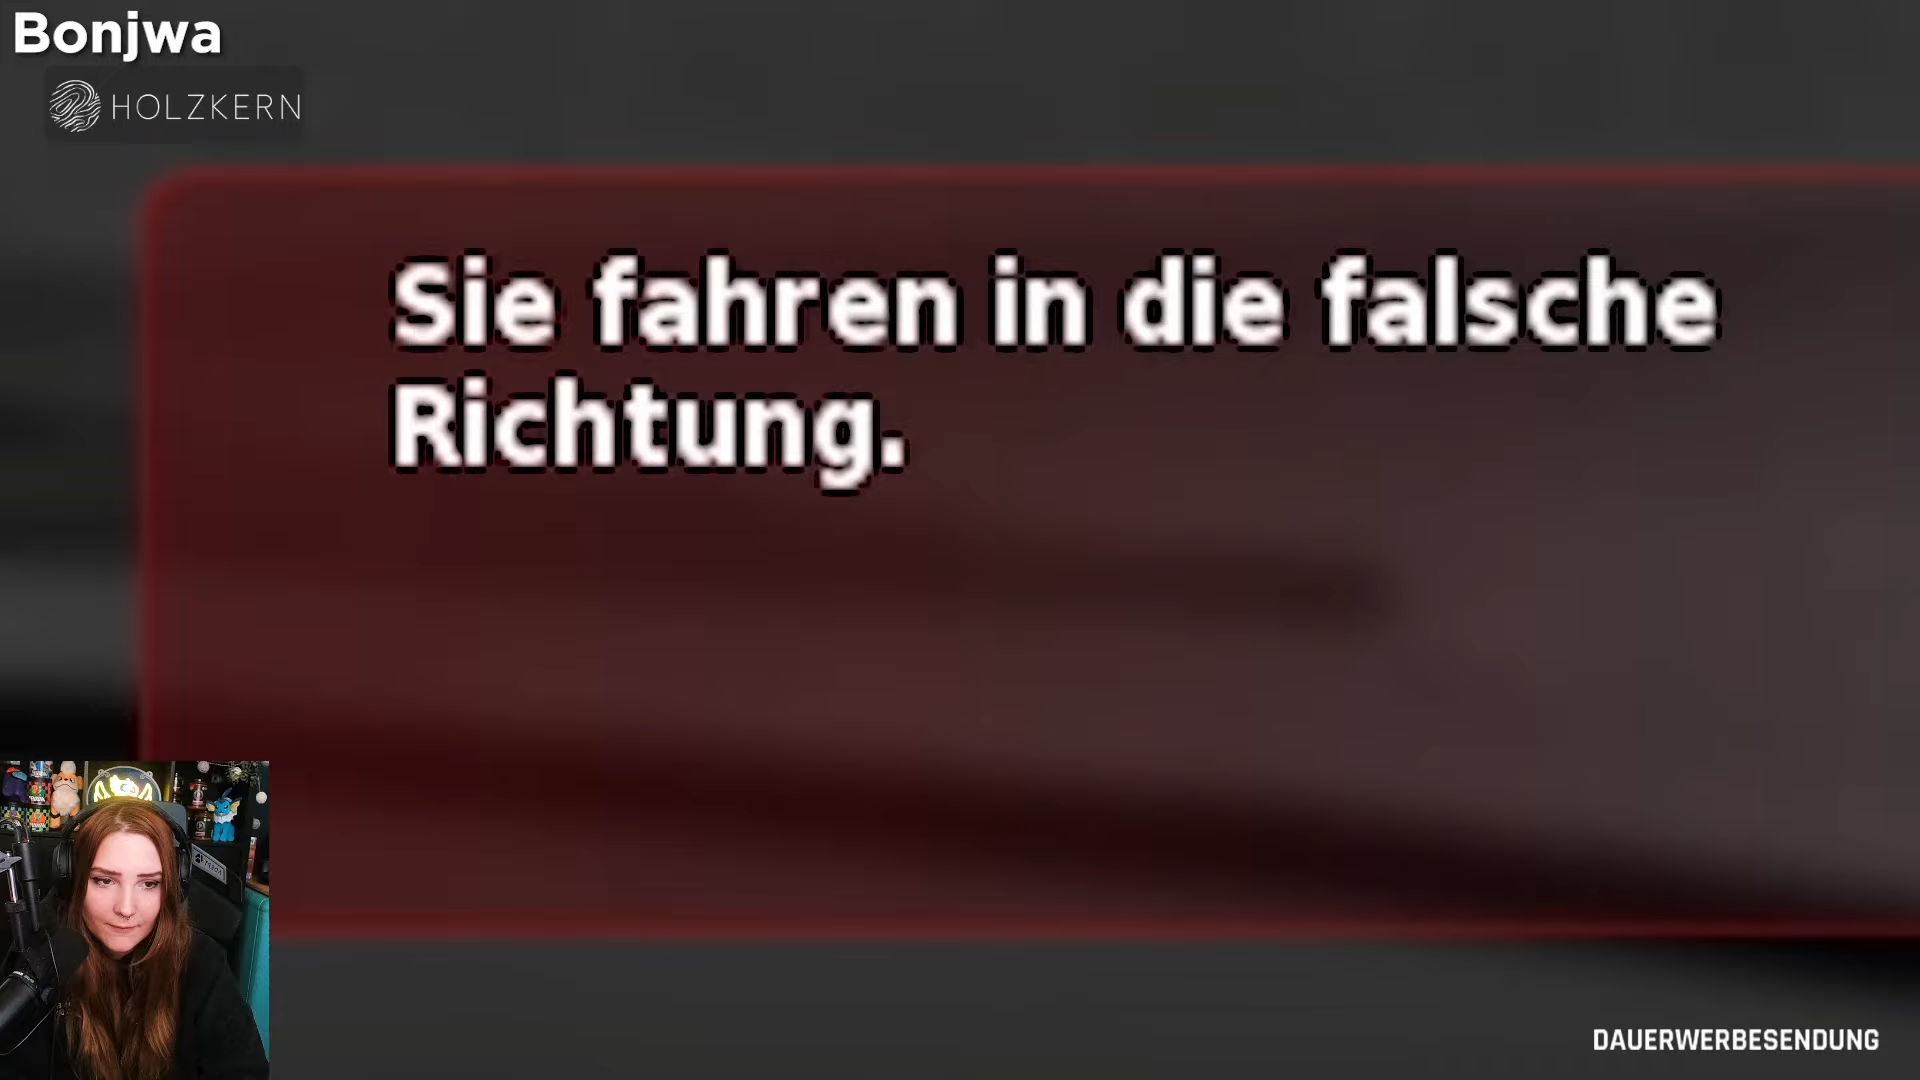 Bonjwa
HOLZKERN
Sie fahren in die falsche
Richtung.
DAUERWERBESENDUNG